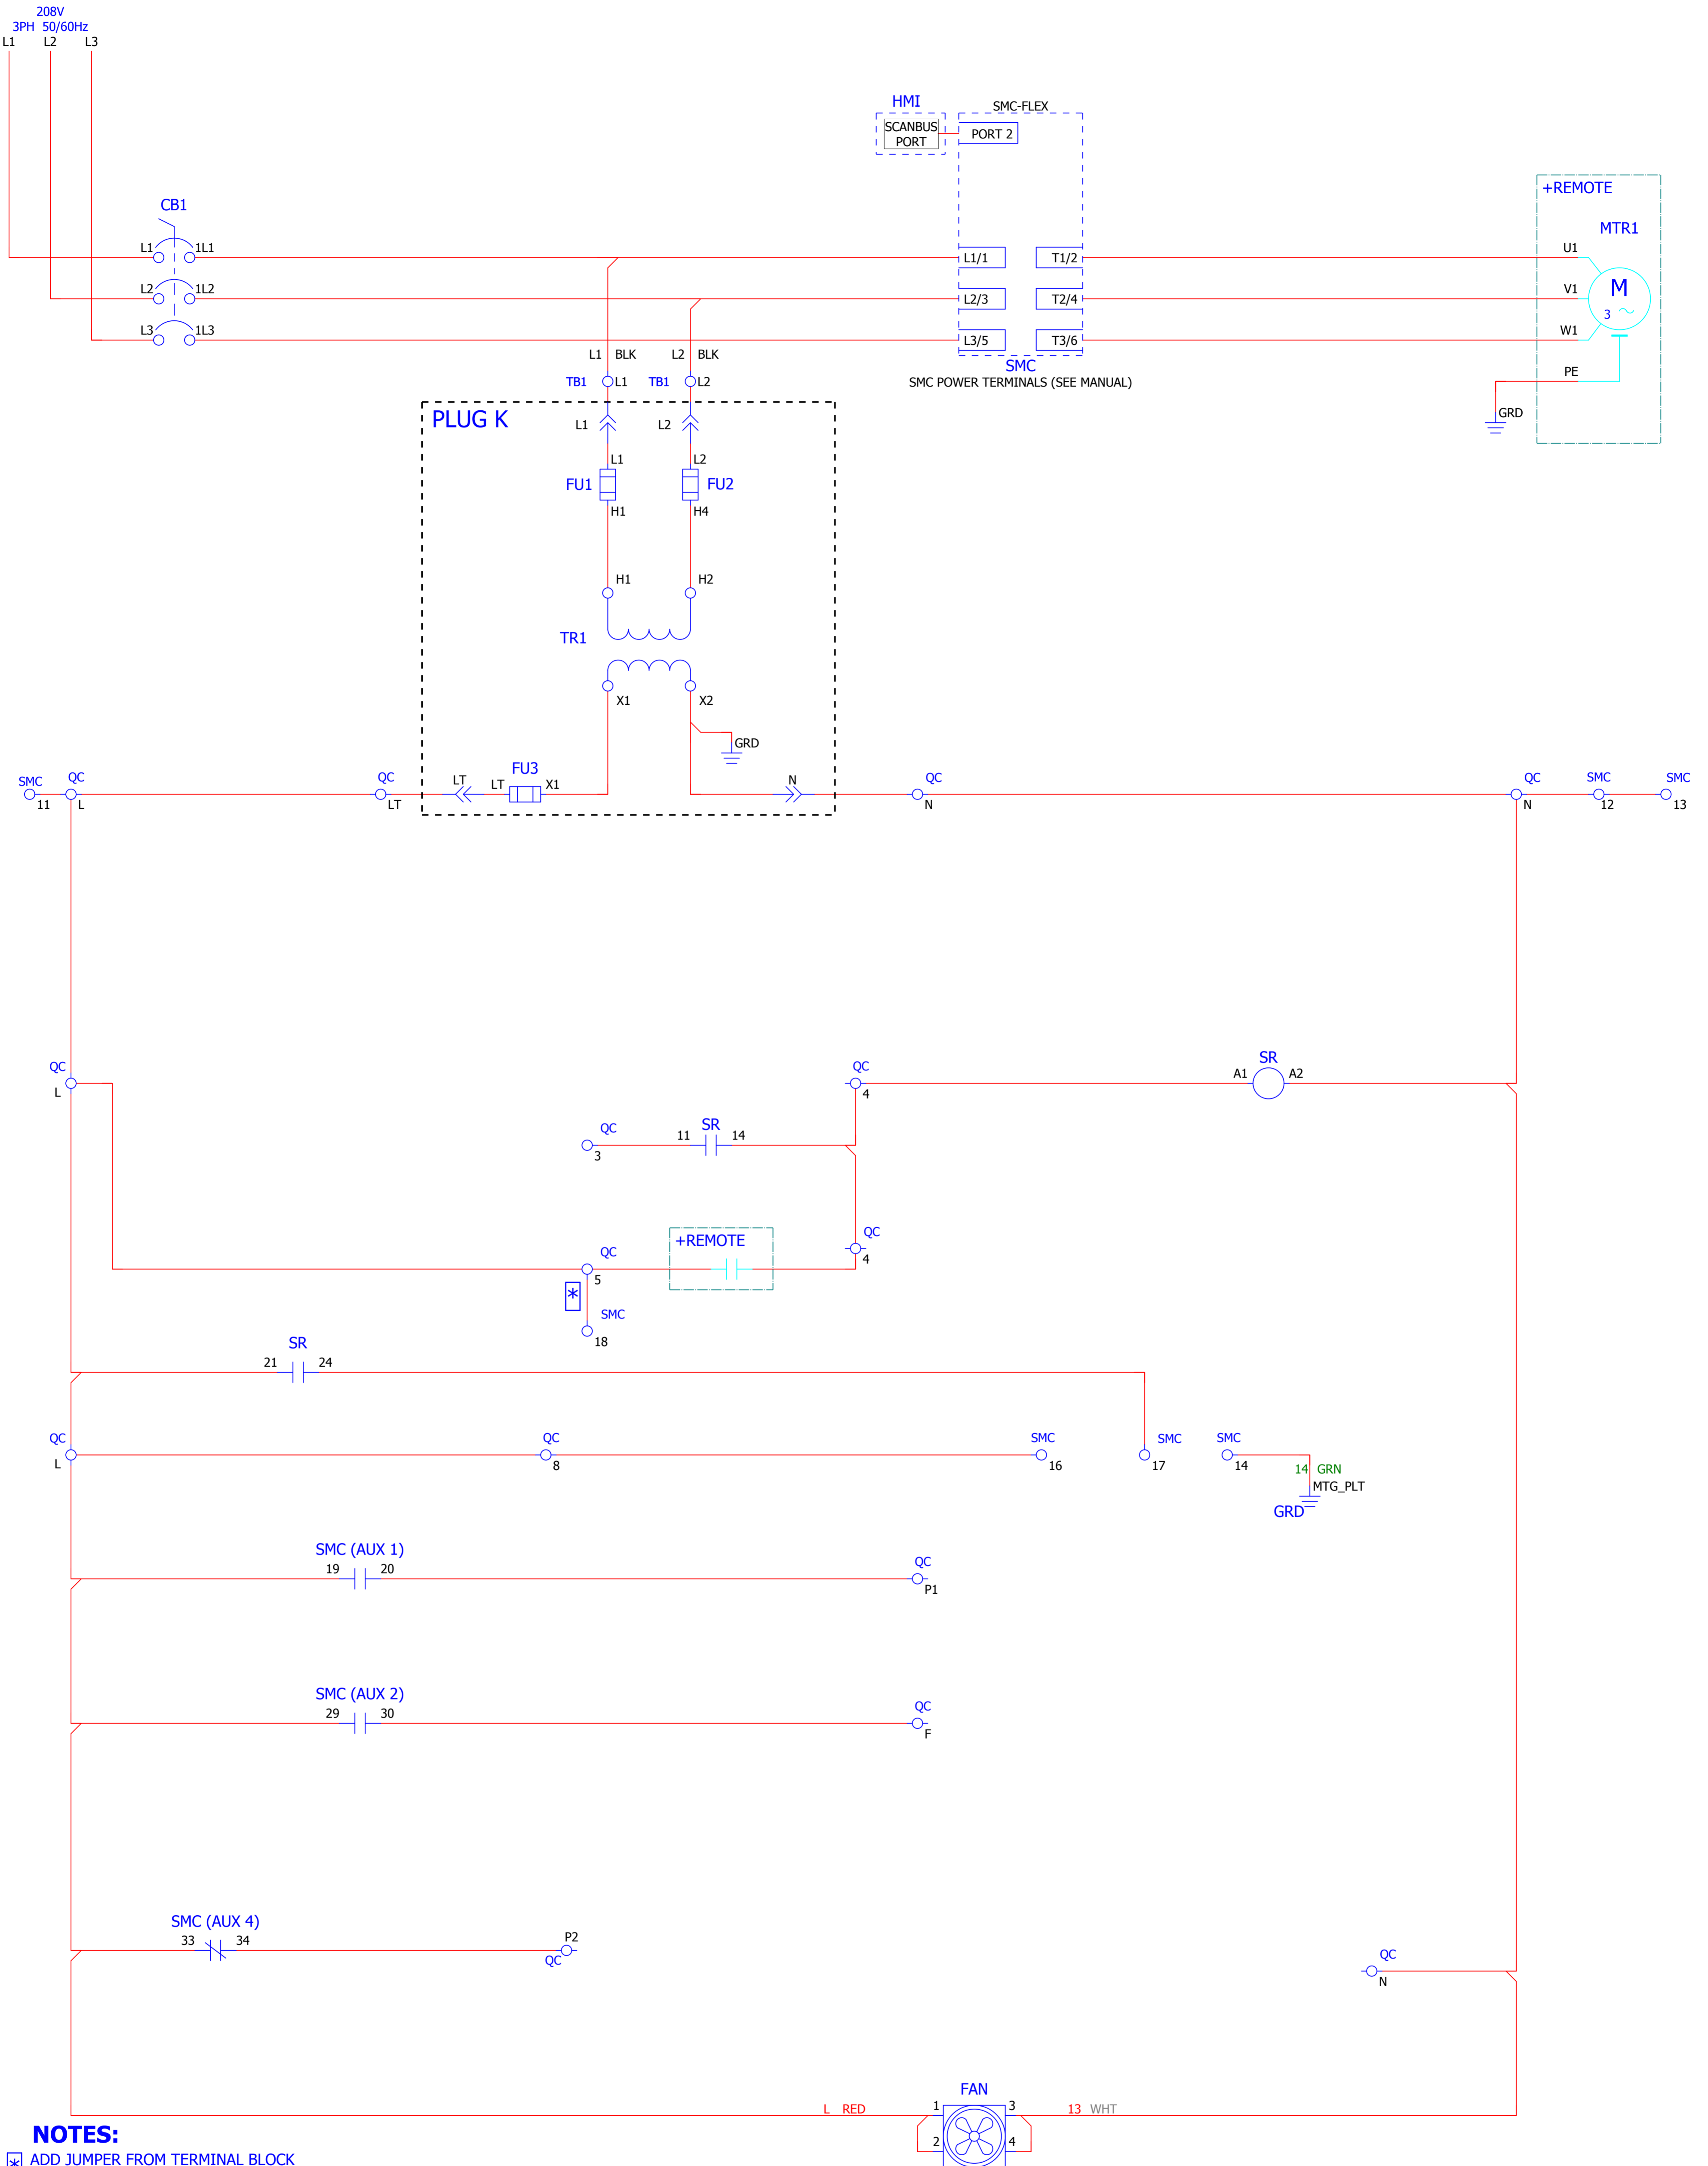 208V
3PH 50/60Hz
L1 L2 L3
HMI
SCANBUS
PORT
SMC-FLEX
PORT 2
+REMOTE
MTR1
CB1
L1 1L1
L1/1 T1/2
U1
L2 1L2
L2/3 T2/4
V1
M
3
L3 1L3
L3/5 T3/6
W1
L1 BLK L2 BLK
SMC
SMC POWER TERMINALS (SEE MANUAL)
PE
TB1 L1 TB1 L2
GRD
PLUG K
L1 L2
L1 L2
FU1 FU2
H1 H4
H1 H2
TR1
X1 X2
GRD
SMC QC QC
LT LT FU3 X1
N
QC QC SMC SMC
11 L LT
N N 12 13
QC
L
QC
4
SR
A1 A2
QC
3
SR
11 14
+REMOTE
QC
4
QC
5
*
SMC
18
SR
21 24
QC
L
QC
8
SMC
16
SMC
17
SMC
14
14 GRN
MTG_PLT
GRD
SMC (AUX 1)
19 20
QC
P1
SMC (AUX 2)
29 30
QC
F
SMC (AUX 4)
33 34
P2
QC
QC
N
FAN
L RED 1 3 13 WHT
2 4
NOTES:
* ADD JUMPER FROM TERMINAL BLOCK